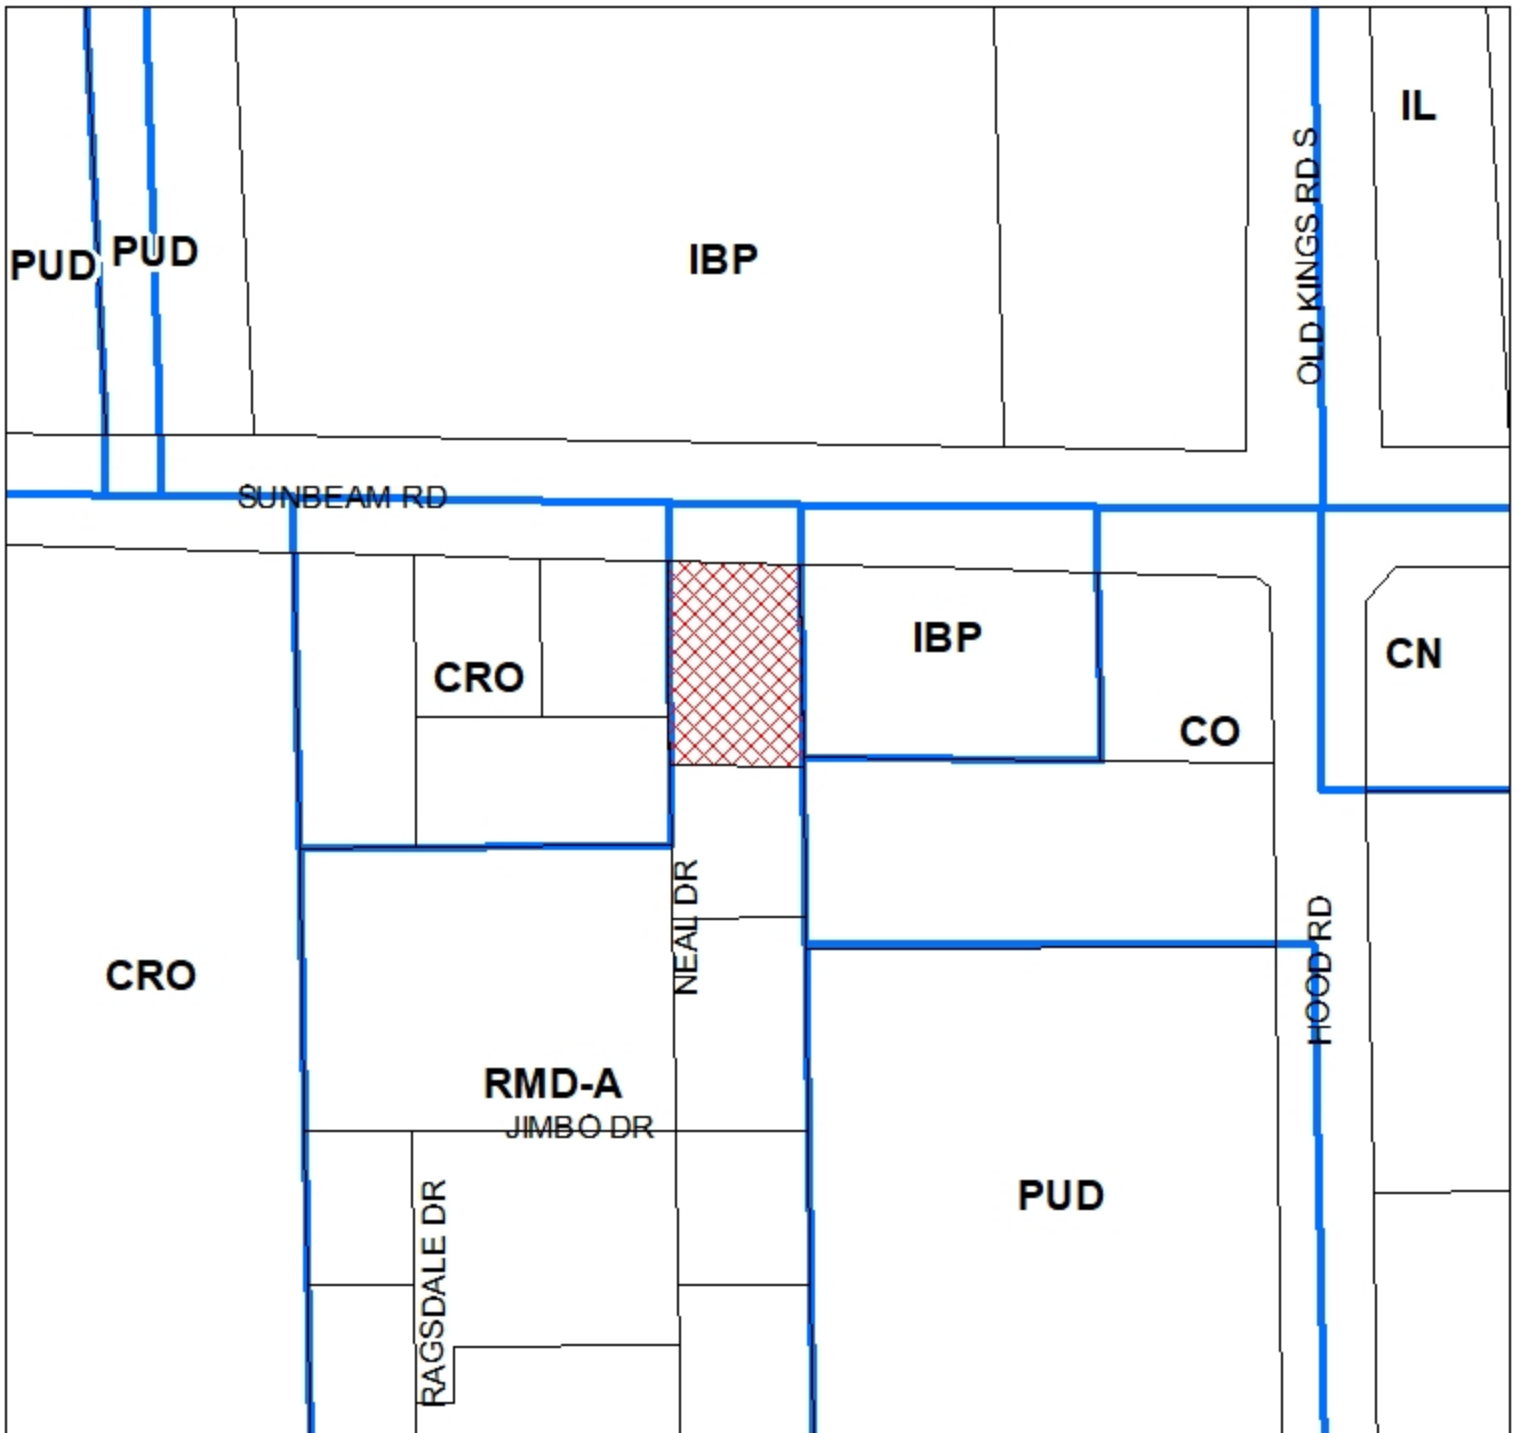 IL
OLD KINGS RD S
PUD
PUD
IBP
SUNBEAM RD
IBP
CN
CRO
CO
NEAL DR
HOOD RD
CRO
RMD-A
JIMBO DR
PUD
RAGSDALE DR